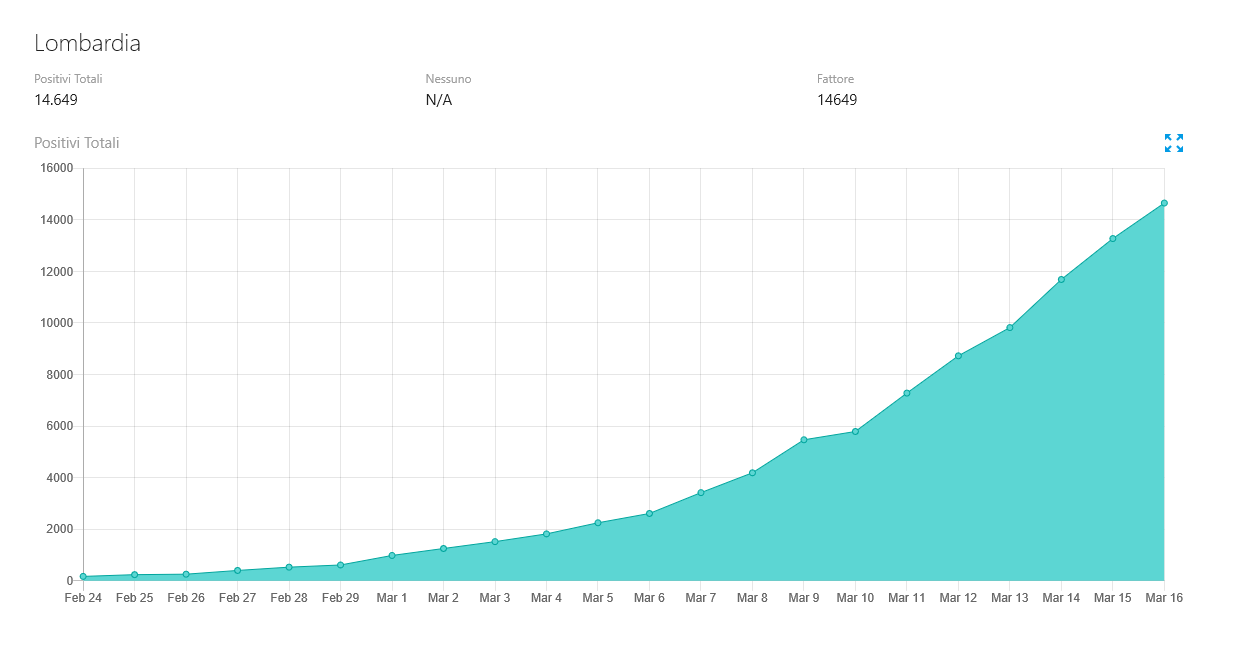 Lombardia
Positivi Totali Nessuno Fattore
14.649 N/A 14649
Positivi Totali
16000
14000
12000
10000
8000
6000
4000
2000
0
Feb 24 Feb 25 Feb 26 Feb 27 Feb 28 Feb 29 Mar 1 Mar 2 Mar 3 Mar 4 Mar 5 Mar 6 Mar 7 Mar 8 Mar 9 Mar 10 Mar 11 Mar 12 Mar 13 Mar 14 Mar 15 Mar 16